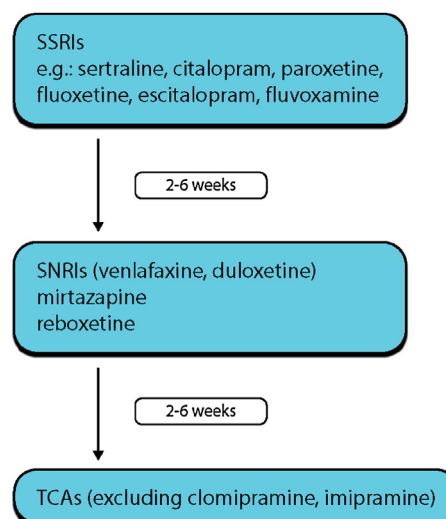 SSRIs
e.g.: sertraline, citalopram, paroxetine,
fluoxetine, escitalopram, fluvoxamine
2-6 weeks
SNRIs (venlafaxine, duloxetine)
mirtazapine
reboxetine
2-6 weeks
TCAs (excluding clomipramine, imipramine)